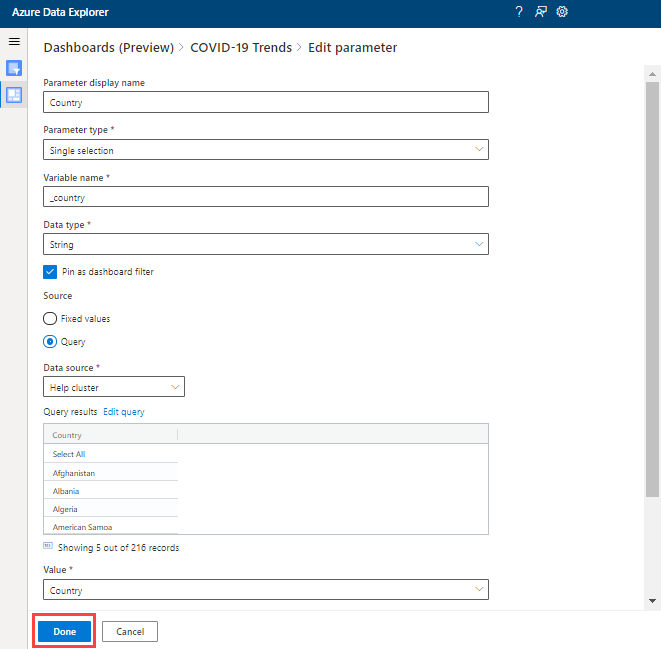 Azure Data Explorer
Dashboards (Preview) > COVID-19 Trends > Edit parameter
Parameter display name
Country
Parameter type *
Single selection
Variable name *
_country
Data type *
String
Pin as dashboard filter
Source
Fixed values
Query
Data source *
Help cluster
Query results Edit query
Country
Select All
Afghanistan
Albania
Algeria
American Samoa
Showing 5 out of 216 records
Value *
Country
Done Cancel